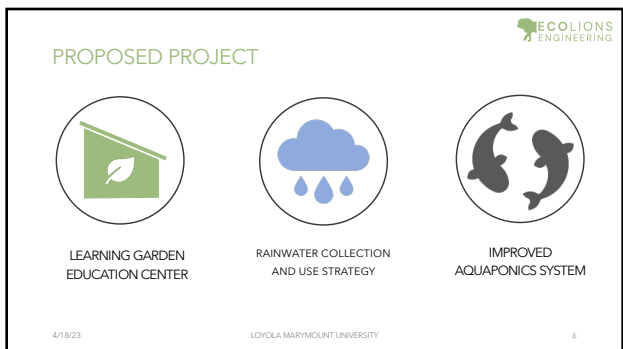 ECOLIONS
ENGINEERING
PROPOSED PROJECT
LEARNING GARDEN
EDUCATION CENTER
RAINWATER COLLECTION
AND USE STRATEGY
IMPROVED
AQUAPONICS SYSTEM
4/18/23
LOYOLA MARYMOUNT UNIVERSITY
6